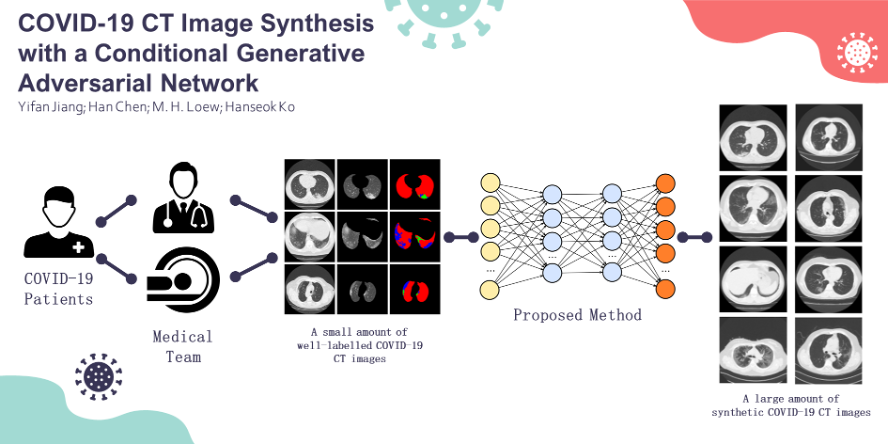 COVID-19 CT Image Synthesis
with a Conditional Generative
Adversarial Network
Yifan Jiang; Han Chen; M. H. Loew; Hanseok Ko
COVID-19
Patients
Medical
Team
A small amount of
well-labelled COVID-19
CT images
...
...
...
...
Proposed Method
A large amount of
synthetic COVID-19 CT images